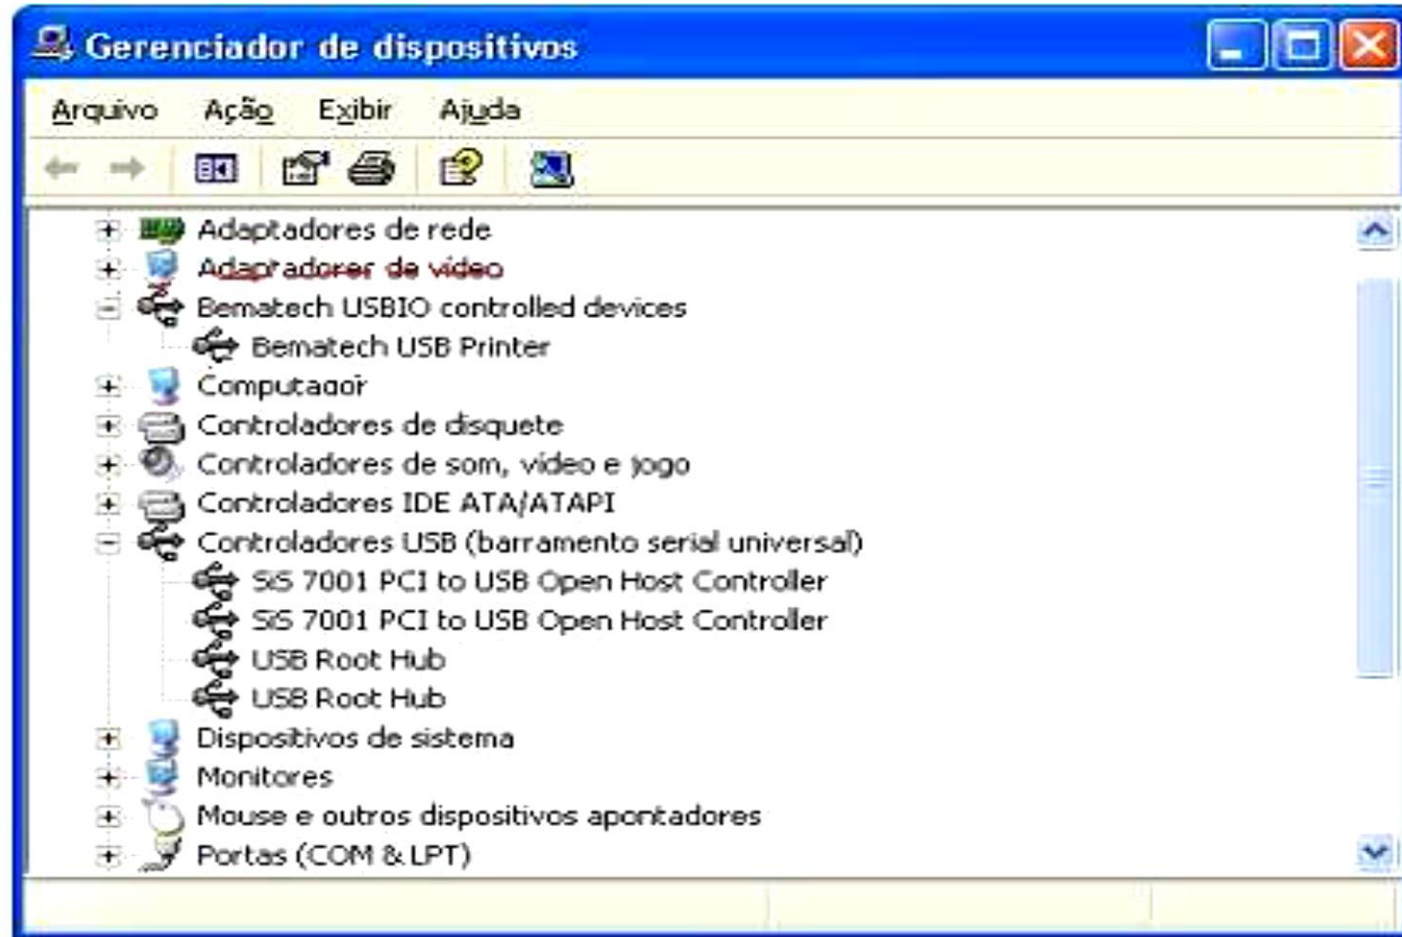 Gerenciador de dispositivos
Arquivo Ação Exibir Ajuda
Adaptadores de rede
Adaptadorer de vídeo
Bematech USBIO controlled devices
Bematech USB Printer
Computador
Controladores de disquete
Controladores de som, vídeo e jogo
Controladores IDE ATA/ATAPI
Controladores USB (barramento serial universal)
SiS 7001 PCI to USB Open Host Controller
SiS 7001 PCI to USB Open Host Controller
USB Root Hub
USB Root Hub
Dispositivos de sistema
Monitores
Mouse e outros dispositivos apontadores
Portas (COM & LPT)